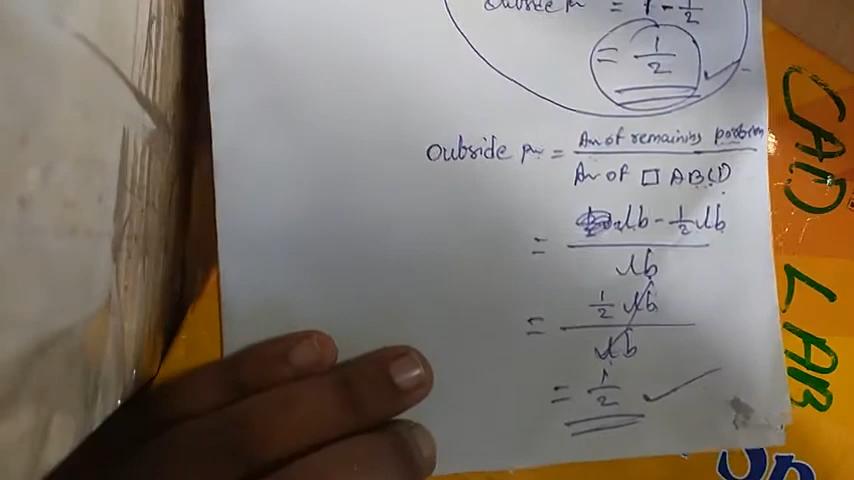 = 1 - 1/2
= 1/2
Outside pr = Ar of remaining portion / Ar of □ ABCD
= lb - 1/2 lb / lb
= 1/2 lb / lb
= 1/2
CAD LAB